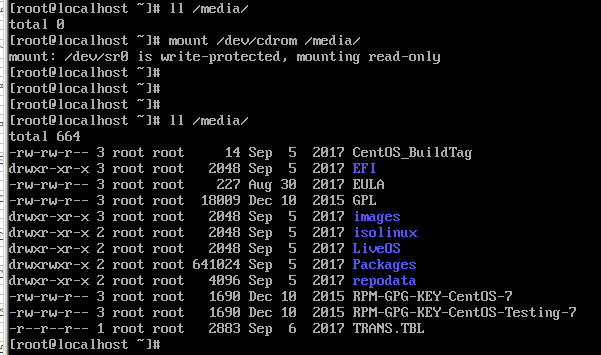 [root@localhost ~]# ll /media/
total 0
[root@localhost ~]# mount /dev/cdrom /media/
mount: /dev/sr0 is write-protected, mounting read-only
[root@localhost ~]#
[root@localhost ~]#
[root@localhost ~]#
[root@localhost ~]# ll /media/
total 664
-rw-rw-r-- 3 root root     14 Sep  5  2017 CentOS_BuildTag
drwxr-xr-x 3 root root   2048 Sep  5  2017 EFI
-rw-rw-r-- 3 root root    227 Aug 30  2017 EULA
-rw-rw-r-- 3 root root  18009 Dec 10  2015 GPL
drwxr-xr-x 3 root root   2048 Sep  5  2017 images
drwxr-xr-x 2 root root   2048 Sep  5  2017 isolinux
drwxr-xr-x 2 root root   2048 Sep  5  2017 LiveOS
drwxrwxr-x 2 root root 641024 Sep  5  2017 Packages
drwxr-xr-x 2 root root   4096 Sep  5  2017 repodata
-rw-rw-r-- 3 root root   1690 Dec 10  2015 RPM-GPG-KEY-CentOS-7
-rw-rw-r-- 3 root root   1690 Dec 10  2015 RPM-GPG-KEY-CentOS-Testing-7
-r--r--r-- 1 root root   2883 Sep  6  2017 TRANS.TBL
[root@localhost ~]#